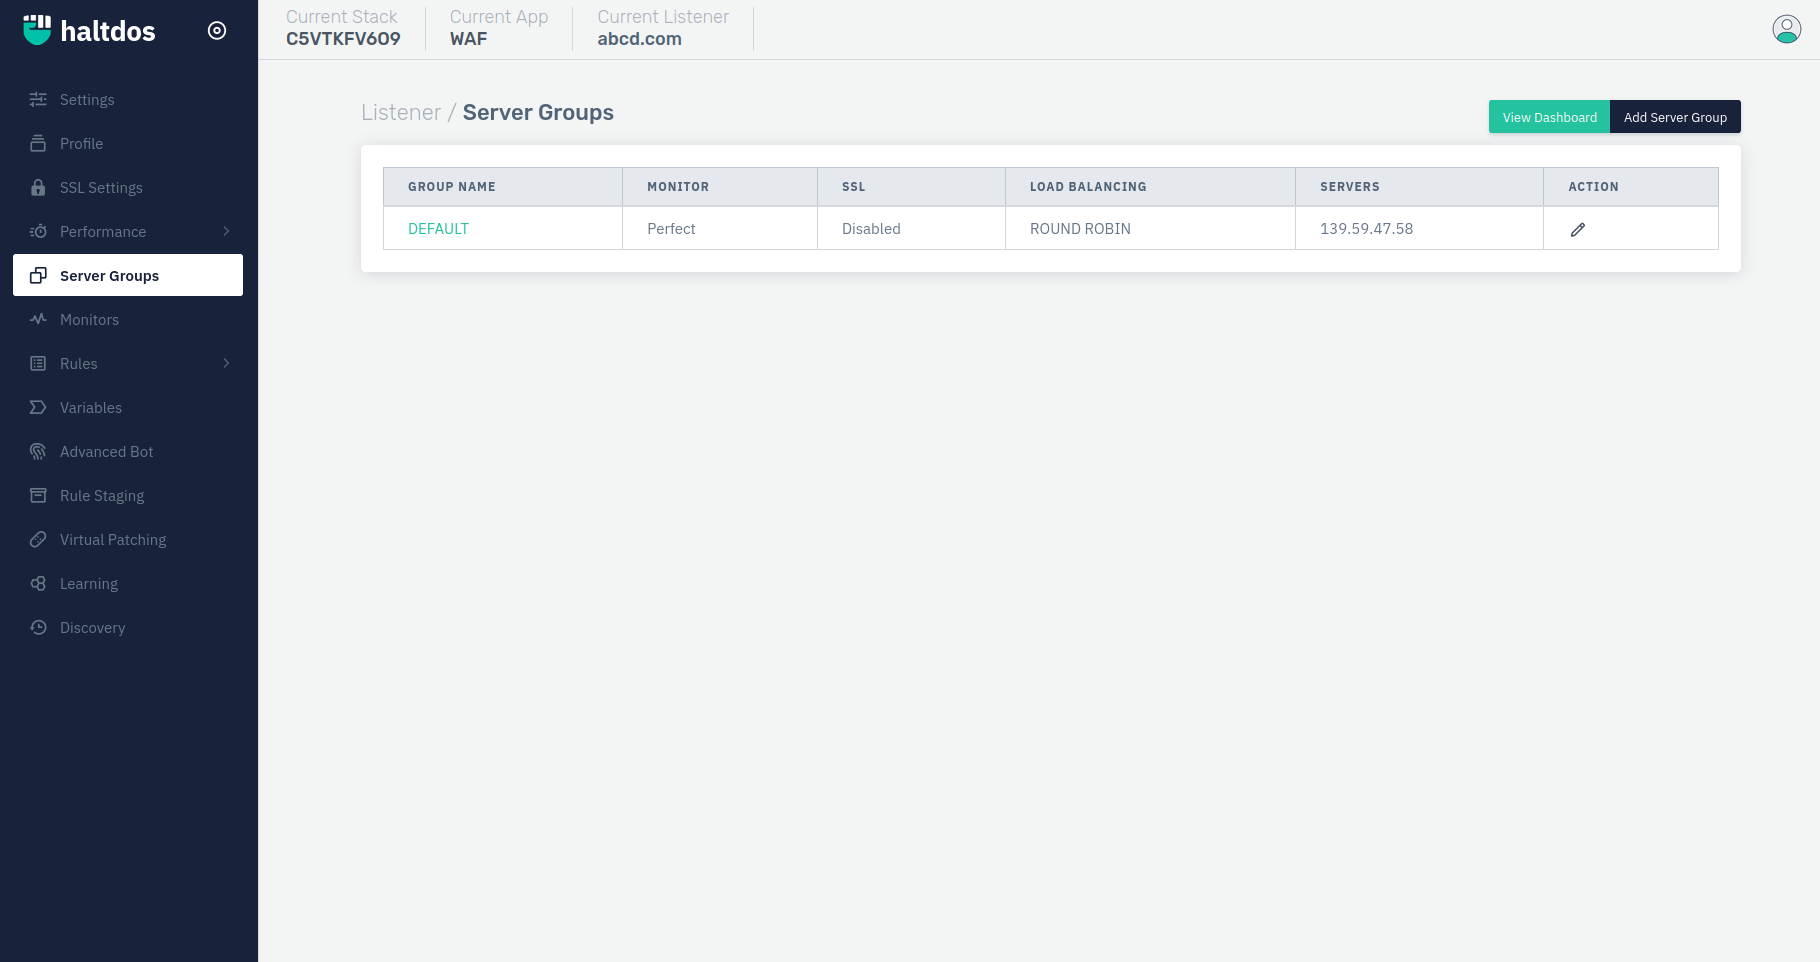 haltdos
Current Stack
C5VTKFV6O9
Current App
WAF
Current Listener
abcd.com
Settings
Profile
SSL Settings
Performance
Server Groups
Monitors
Rules
Variables
Advanced Bot
Rule Staging
Virtual Patching
Learning
Discovery
Listener / Server Groups
View Dashboard
Add Server Group
GROUP NAME MONITOR SSL LOAD BALANCING SERVERS ACTION
DEFAULT Perfect Disabled ROUND ROBIN 139.59.47.58